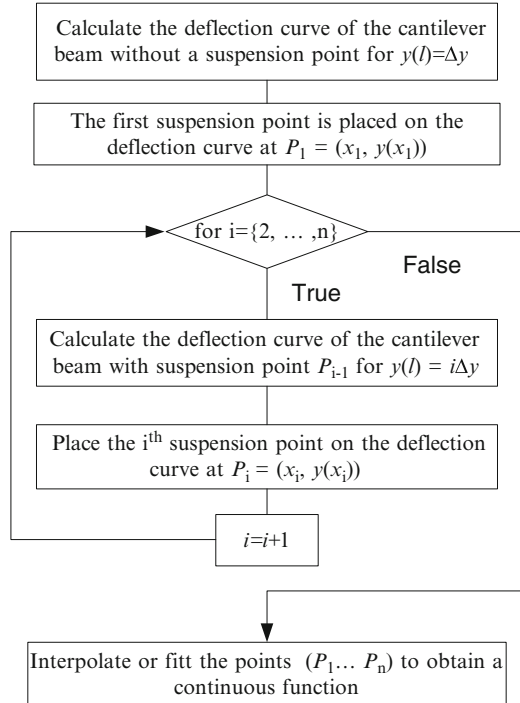 Calculate the deflection curve of the cantilever
beam without a suspension point for y(l)=Δy
The first suspension point is placed on the
deflection curve at P₁ = (x₁, y(x₁))
for i={2, … ,n}
False
True
Calculate the deflection curve of the cantilever
beam with suspension point Pᵢ₋₁ for y(l) = iΔy
Place the iᵗʰ suspension point on the deflection
curve at Pᵢ = (xᵢ, y(xᵢ))
i=i+1
Interpolate or fitt the points (P₁… Pₙ) to obtain a
continuous function